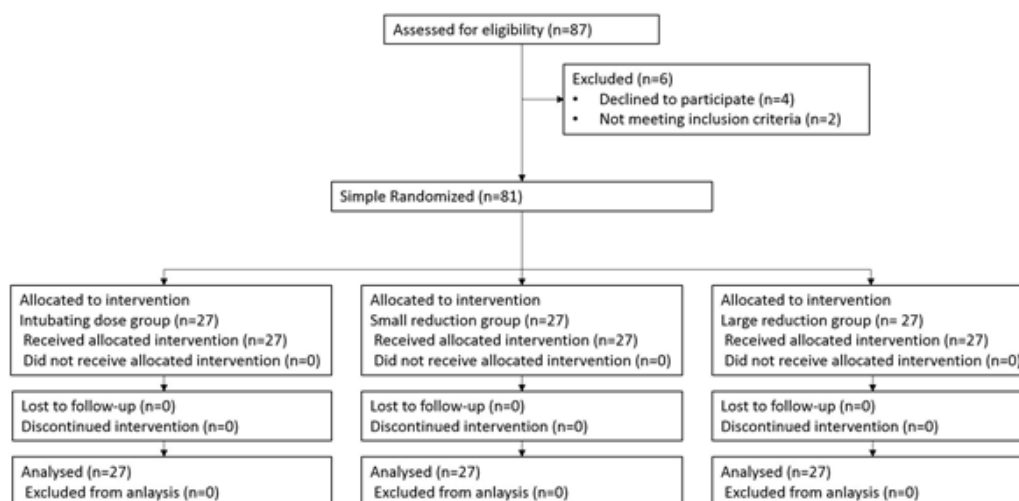 Assessed for eligibility (n=87)
Excluded (n=6)
• Declined to participate (n=4)
• Not meeting inclusion criteria (n=2)
Simple Randomized (n=81)
Allocated to intervention
Intubating dose group (n=27)
Received allocated intervention (n=27)
Did not receive allocated intervention (n=0)
Allocated to intervention
Small reduction group (n=27)
Received allocated intervention (n=27)
Did not receive allocated intervention (n=0)
Allocated to intervention
Large reduction group (n= 27)
Received allocated intervention (n=27)
Did not receive allocated intervention (n=0)
Lost to follow-up (n=0)
Discontinued intervention (n=0)
Lost to follow-up (n=0)
Discontinued intervention (n=0)
Lost to follow-up (n=0)
Discontinued intervention (n=0)
Analysed (n=27)
Excluded from anlaysis (n=0)
Analysed (n=27)
Excluded from anlaysis (n=0)
Analysed (n=27)
Excluded from anlaysis (n=0)